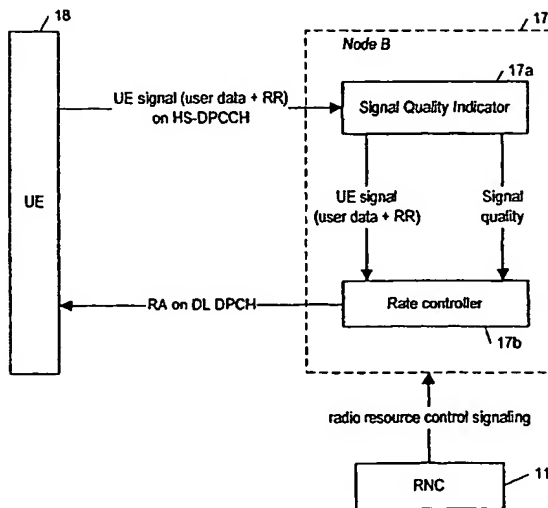 18
17
Node B
17a
UE signal (user data + RR)
on HS-DPCCH
Signal Quality Indicator
UE
UE signal
(user data + RR)
Signal
quality
RA on DL DPCH
Rate controller
17b
radio resource control signaling
RNC
11